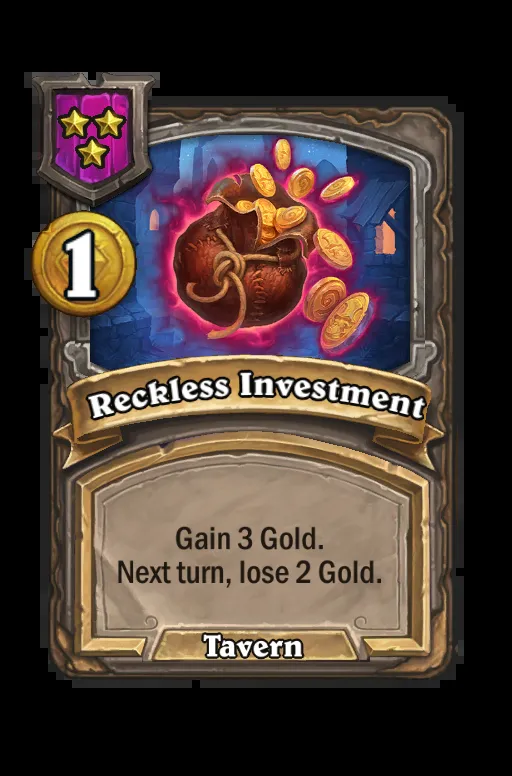 1
Reckless Investment
Gain 3 Gold.
Next turn, lose 2 Gold.
Tavern